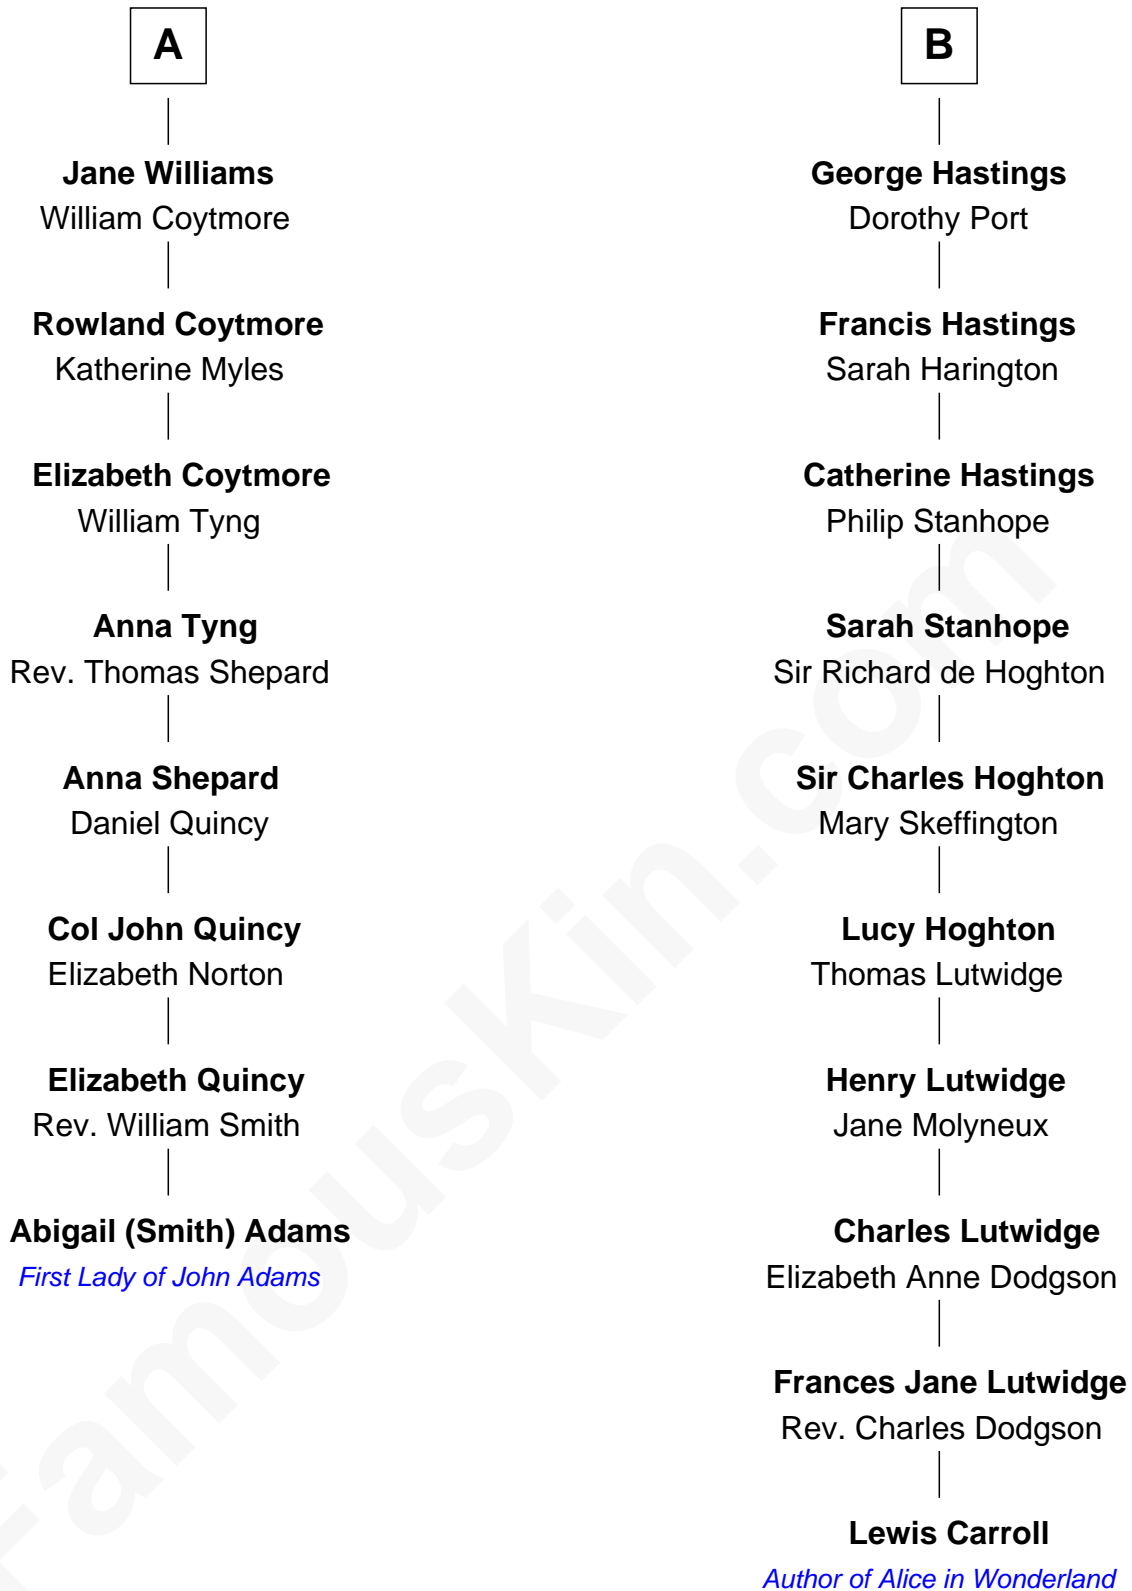 A
Jane Williams
William Coytmore
Rowland Coytmore
Katherine Myles
Elizabeth Coytmore
William Tyng
Anna Tyng
Rev. Thomas Shepard
Anna Shepard
Daniel Quincy
Col John Quincy
Elizabeth Norton
Elizabeth Quincy
Rev. William Smith
Abigail (Smith) Adams
First Lady of John Adams
B
George Hastings
Dorothy Port
Francis Hastings
Sarah Harington
Catherine Hastings
Philip Stanhope
Sarah Stanhope
Sir Richard de Hoghton
Sir Charles Hoghton
Mary Skeffington
Lucy Hoghton
Thomas Lutwidge
Henry Lutwidge
Jane Molyneux
Charles Lutwidge
Elizabeth Anne Dodgson
Frances Jane Lutwidge
Rev. Charles Dodgson
Lewis Carroll
Author of Alice in Wonderland
FamousKin.com